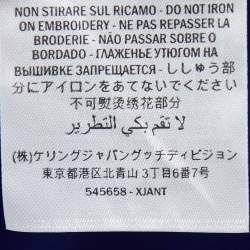 NON STIRARE SUL RICAMO - DO NOT IRON
ON EMBROIDERY - NE PAS REPASSER LA
BRODERIE - NÃO PASSAR SOBRE O
BORDADO - ГЛАЖЕНЬЕ УТЮГОМ НА
ВЫШИВКЕ ЗАПРЕЩАЕТСЯ - ししゅう部
分にアイロンをあてないでください
不可熨烫绣花部分
لا تقم بكي التطريز
(株)ケリングジャパングッチディビジョン
東京都港区北青山 3丁目6番7号
545658 - XJANT